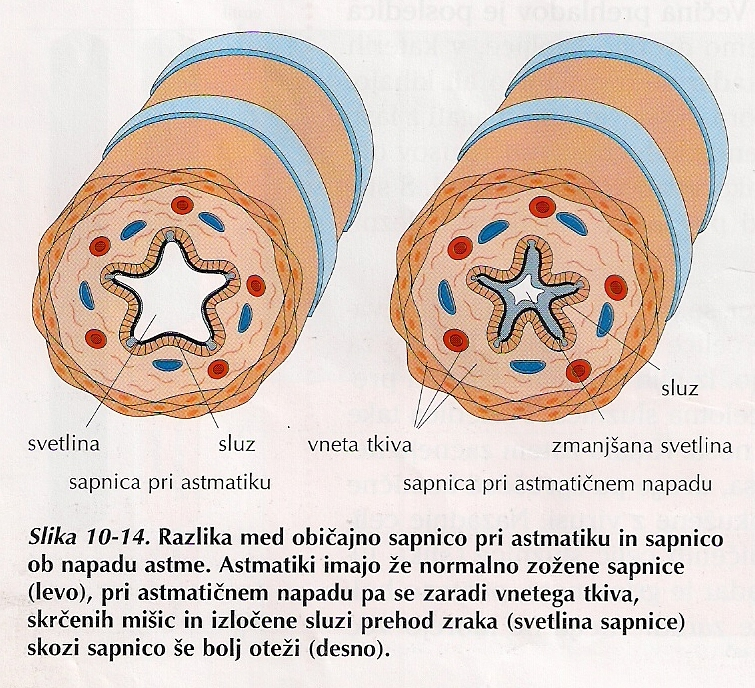 sluz
svetlina sluz vneta tkiva zmanjšana svetlina
sapnica pri astmatiku sapnica pri astmatičnem napadu
Slika 10-14. Razlika med običajno sapnico pri astmatiku in sapnico
ob napadu astme. Astmatiki imajo že normalno zožene sapnice
(levo), pri astmatičnem napadu pa se zaradi vnetega tkiva,
skrčenih mišic in izločene sluzi prehod zraka (svetlina sapnice)
skozi sapnico še bolj oteži (desno).